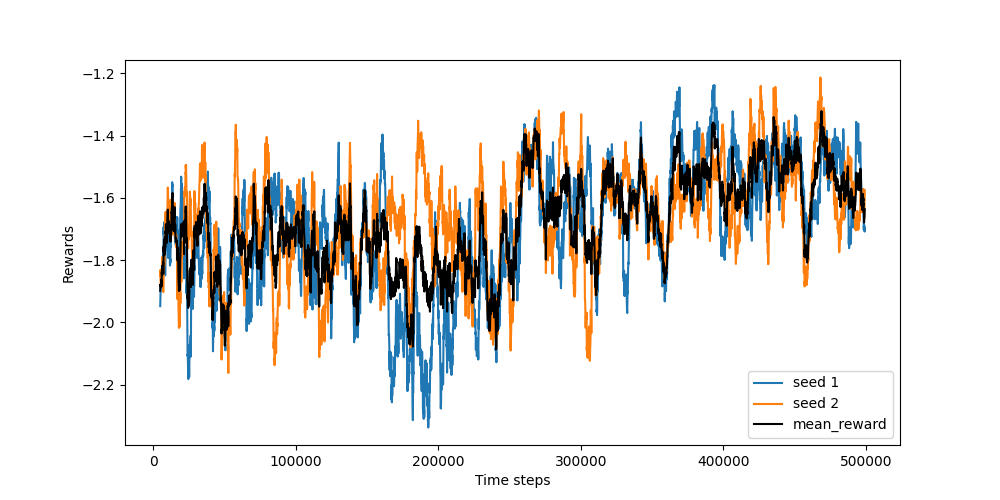 −1.2
−1.4
−1.6
−1.8
−2.0
−2.2
Rewards
0
100000
200000
300000
400000
500000
Time steps
seed 1
seed 2
mean_reward